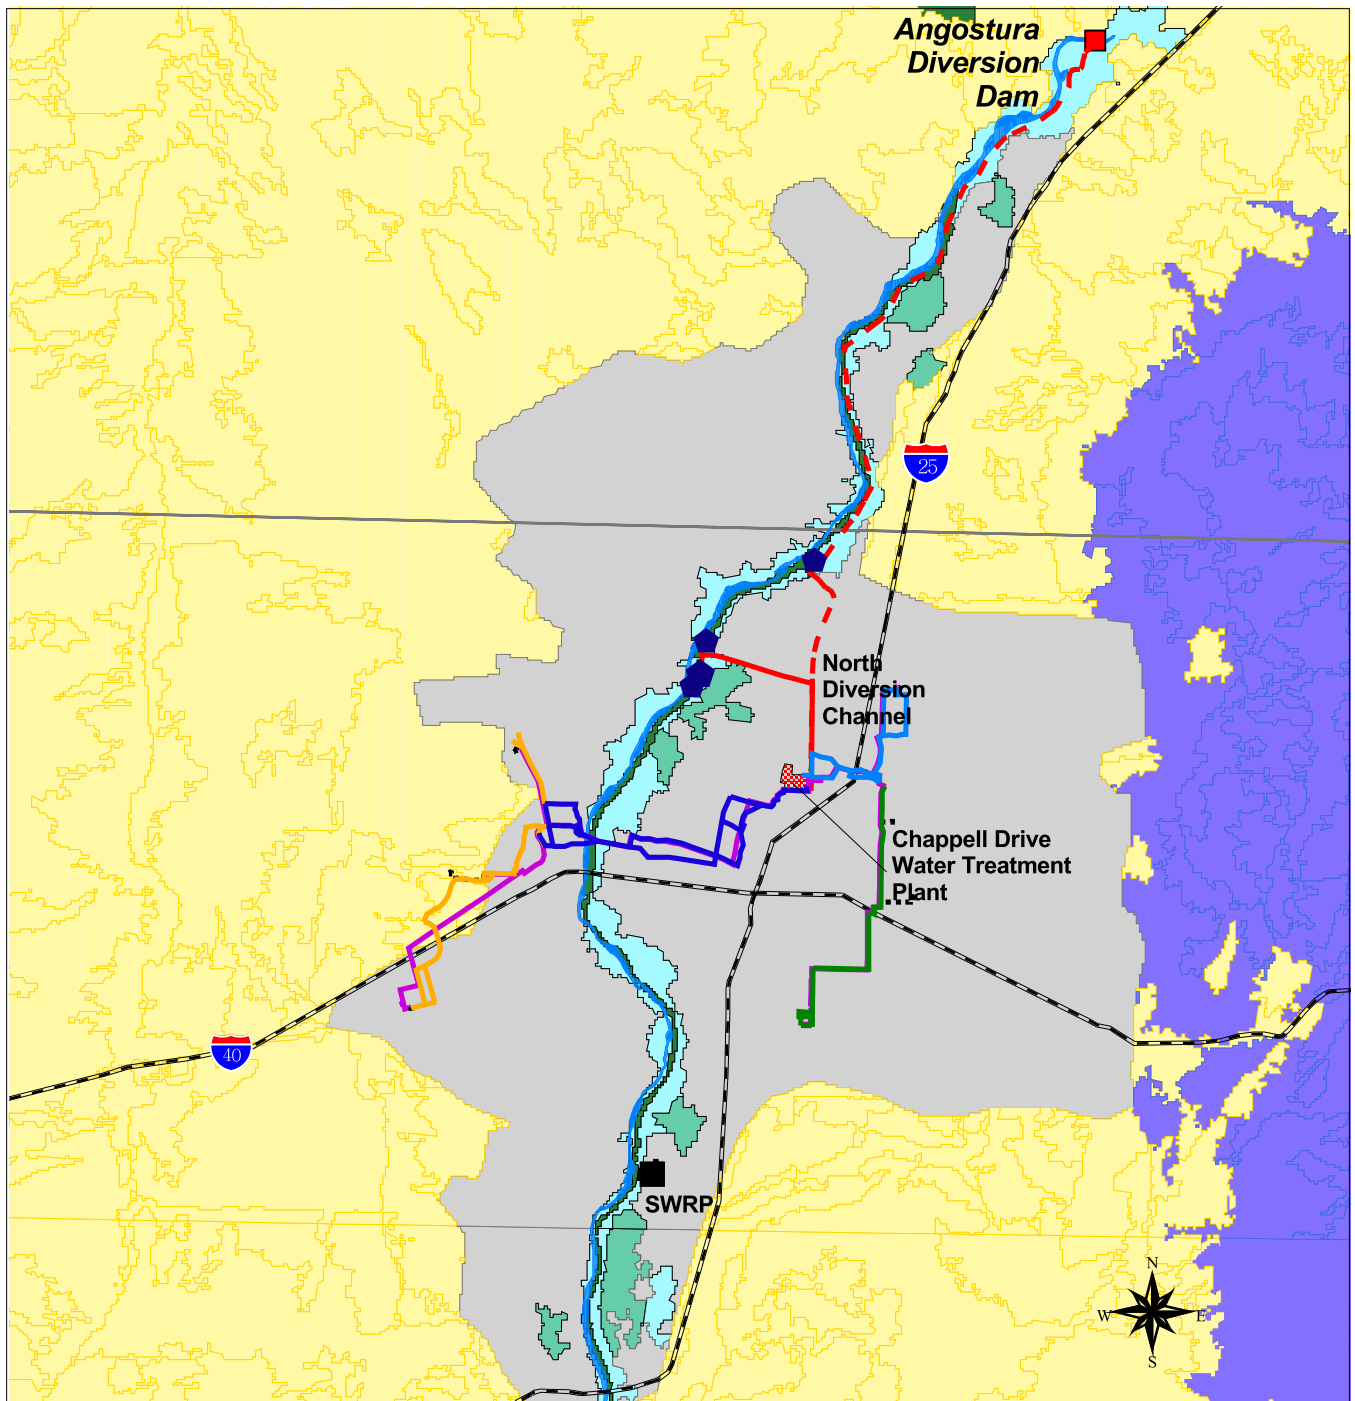 Angostura
Diversion
Dam
25
North
Diversion
Channel
Chappell Drive
Water Treatment
Plant
40
SWRP
N
W E
S